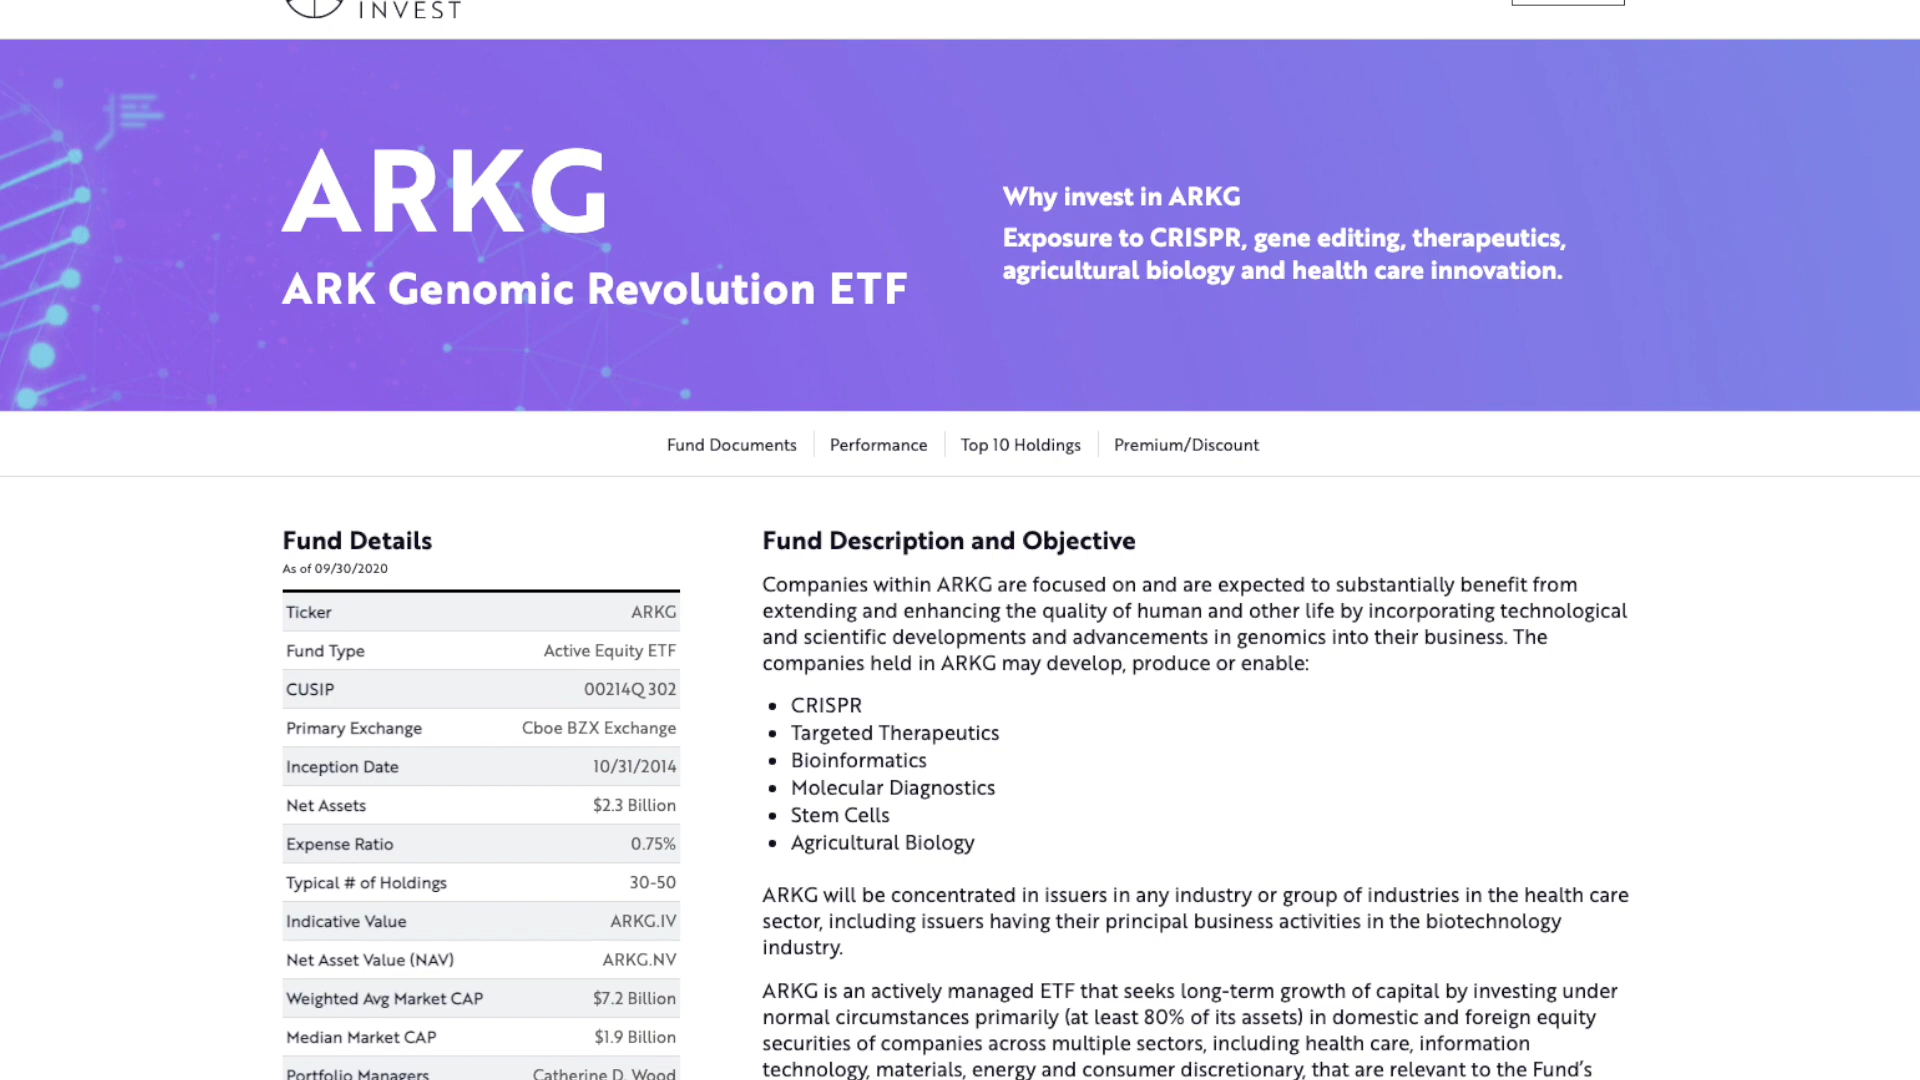 INVEST
ARKG
ARK Genomic Revolution ETF
Why invest in ARKG
Exposure to CRISPR, gene editing, therapeutics,
agricultural biology and health care innovation.
Fund Documents
Performance
Top 10 Holdings
Premium/Discount
Fund Details
As of 09/30/2020
Ticker ARKG
Fund Type Active Equity ETF
CUSIP 00214Q 302
Primary Exchange Cboe BZX Exchange
Inception Date 10/31/2014
Net Assets $2.3 Billion
Expense Ratio 0.75%
Typical # of Holdings 30-50
Indicative Value ARKG.IV
Net Asset Value (NAV) ARKG.NV
Weighted Avg Market CAP $7.2 Billion
Median Market CAP $1.9 Billion
Portfolio Managers Catherine D. Wood
Fund Description and Objective
Companies within ARKG are focused on and are expected to substantially benefit from
extending and enhancing the quality of human and other life by incorporating technological
and scientific developments and advancements in genomics into their business. The
companies held in ARKG may develop, produce or enable:
• CRISPR
• Targeted Therapeutics
• Bioinformatics
• Molecular Diagnostics
• Stem Cells
• Agricultural Biology
ARKG will be concentrated in issuers in any industry or group of industries in the health care
sector, including issuers having their principal business activities in the biotechnology
industry.
ARKG is an actively managed ETF that seeks long-term growth of capital by investing under
normal circumstances primarily (at least 80% of its assets) in domestic and foreign equity
securities of companies across multiple sectors, including health care, information
technology, materials, energy and consumer discretionary, that are relevant to the Fund's